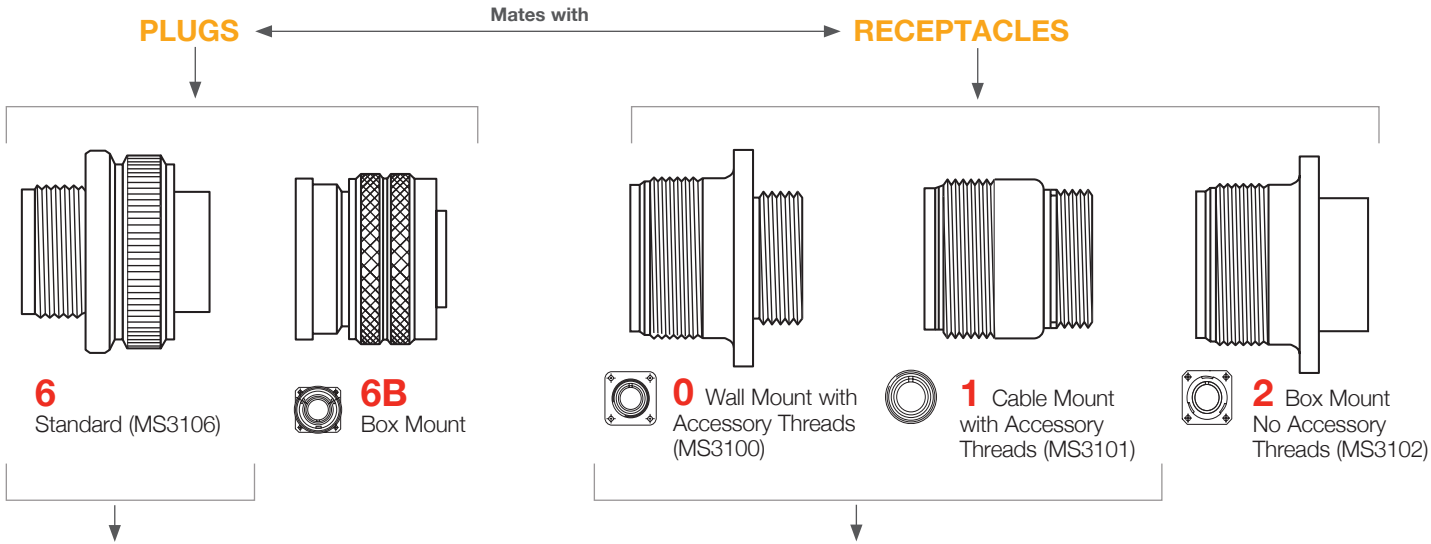 Mates with
PLUGS
RECEPTACLES
6
Standard (MS3106)
6B
Box Mount
0 Wall Mount with
Accessory Threads
(MS3100)
1 Cable Mount
with Accessory
Threads (MS3101)
2 Box Mount
No Accessory
Threads (MS3102)